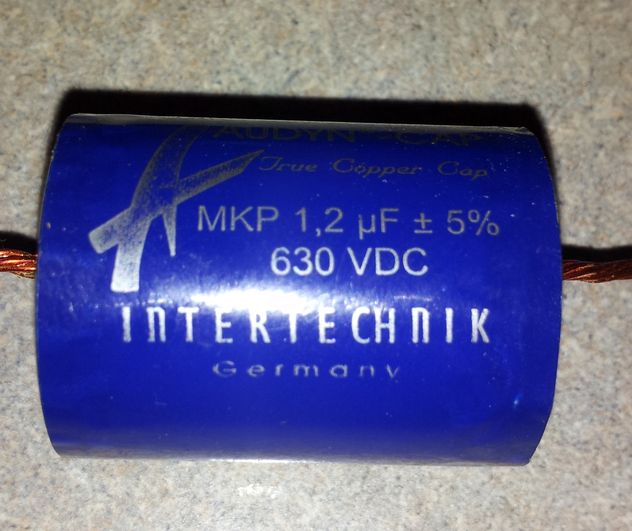 AUDYN CAP
True Copper Cap
MKP 1,2 µF ± 5%
630 VDC
INTERTECHNIK
Germany